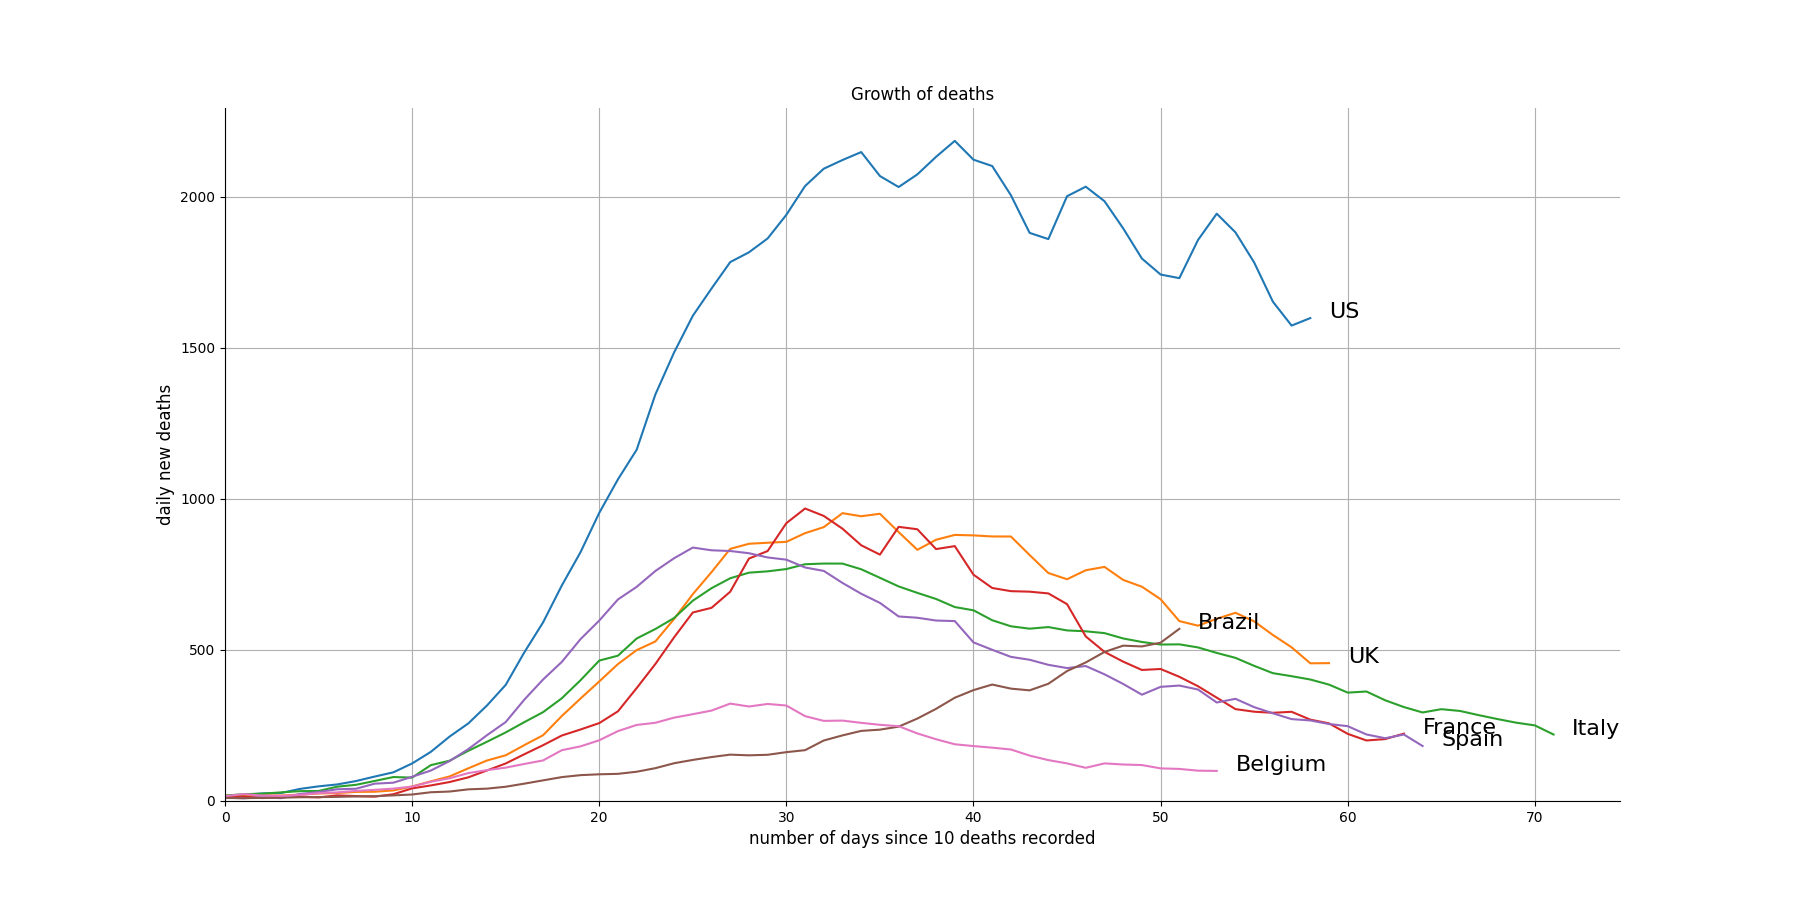 Growth of deaths
daily new deaths
2000
1500
1000
500
0
US
Brazil
UK
France
Spain
Italy
Belgium
0 10 20 30 40 50 60 70
number of days since 10 deaths recorded